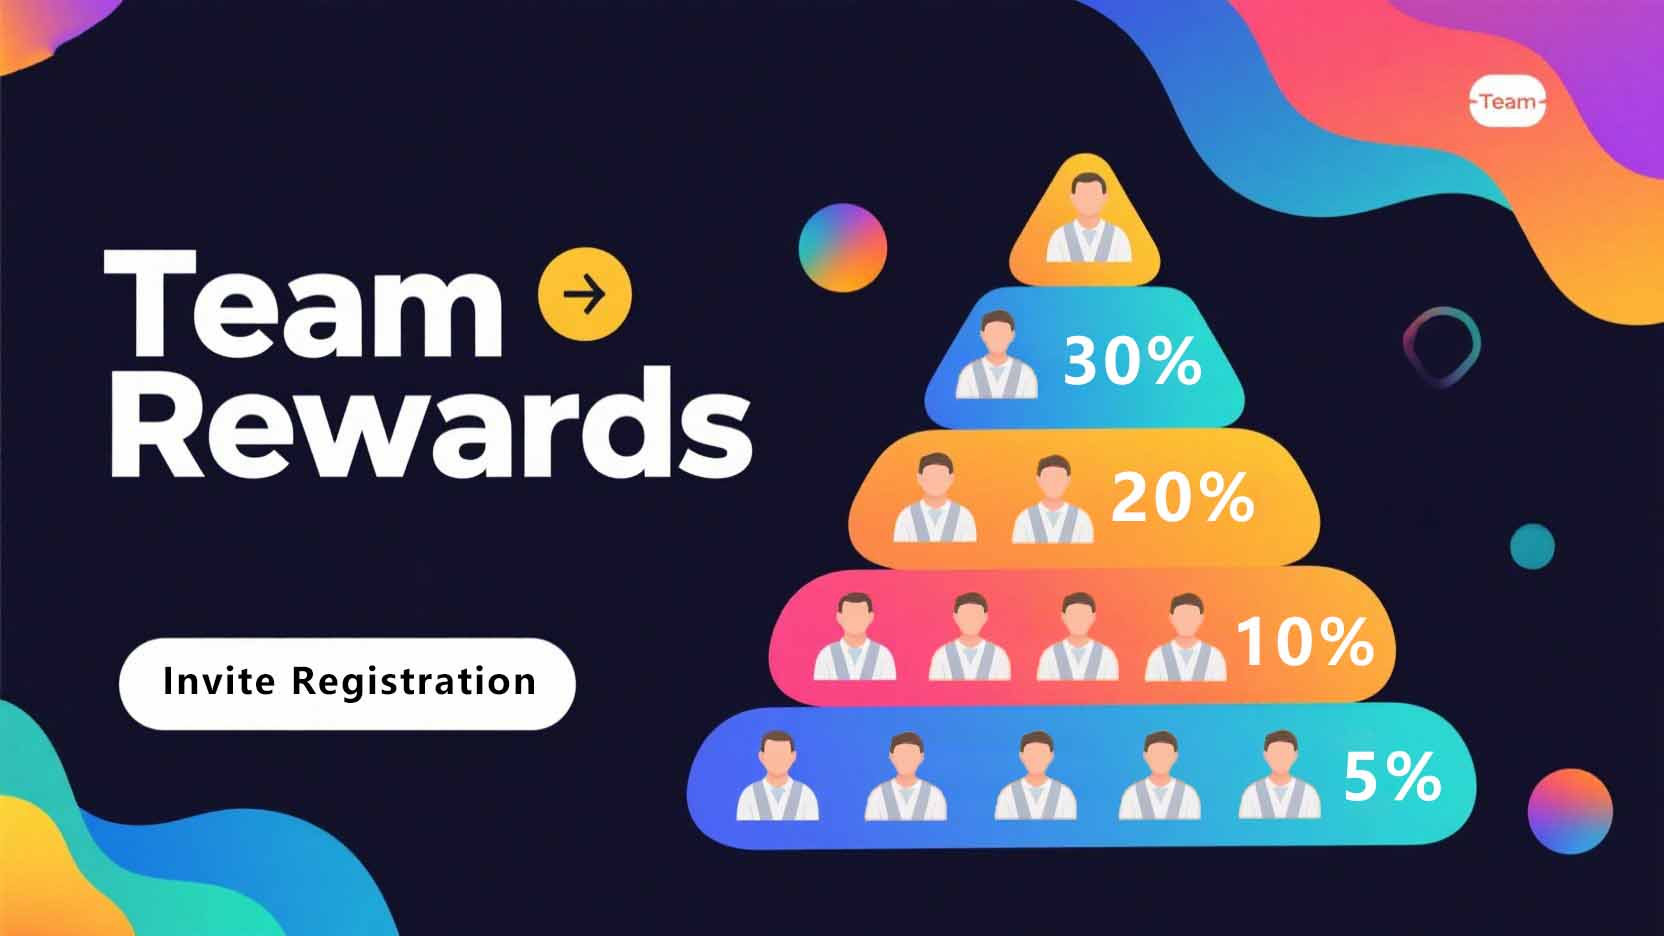 Team
Team →
Rewards
30%
20%
10%
Invite Registration
5%